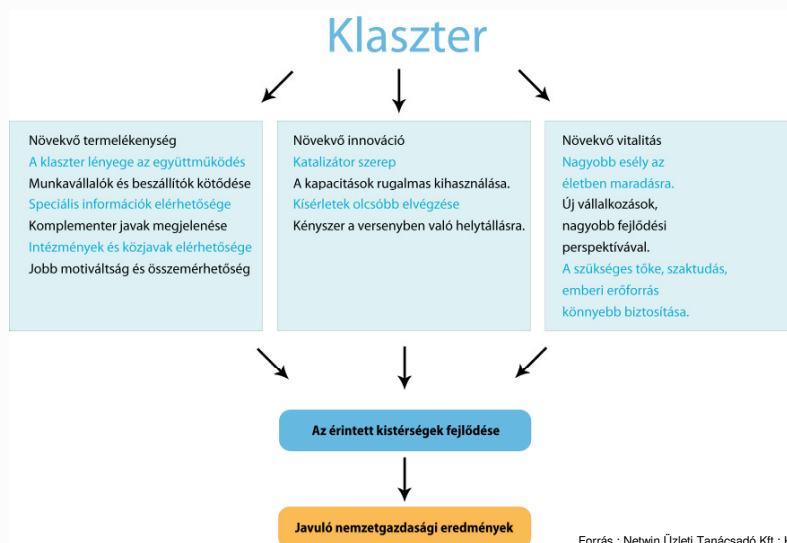 Klaszter
Növekvő termelékenység
A klaszter lényege az együttműködés
Munkavállalók és beszállítók kötődése
Speciális információk elérhetősége
Komplementer javak megjelenése
Intézmények és közjavak elérhetősége
Jobb motiváltság és összemérhetőség
Növekvő innováció
Katalizátor szerep
A kapacitások rugalmas kihasználása.
Kísérletek olcsóbb elvégzése
Kényszer a versenyben való helytállásra.
Növekvő vitalitás
Nagyobb esély az
életben maradásra.
Új vállalkozások,
nagyobb fejlődési
perspektívával.
A szükséges tőke, szaktudás,
emberi erőforrás
könnyebb biztosítása.
Az érintett kistérségek fejlődése
Javuló nemzetgazdasági eredmények
Forrás : Netwin Üzleti Tanácsadó Kft.: